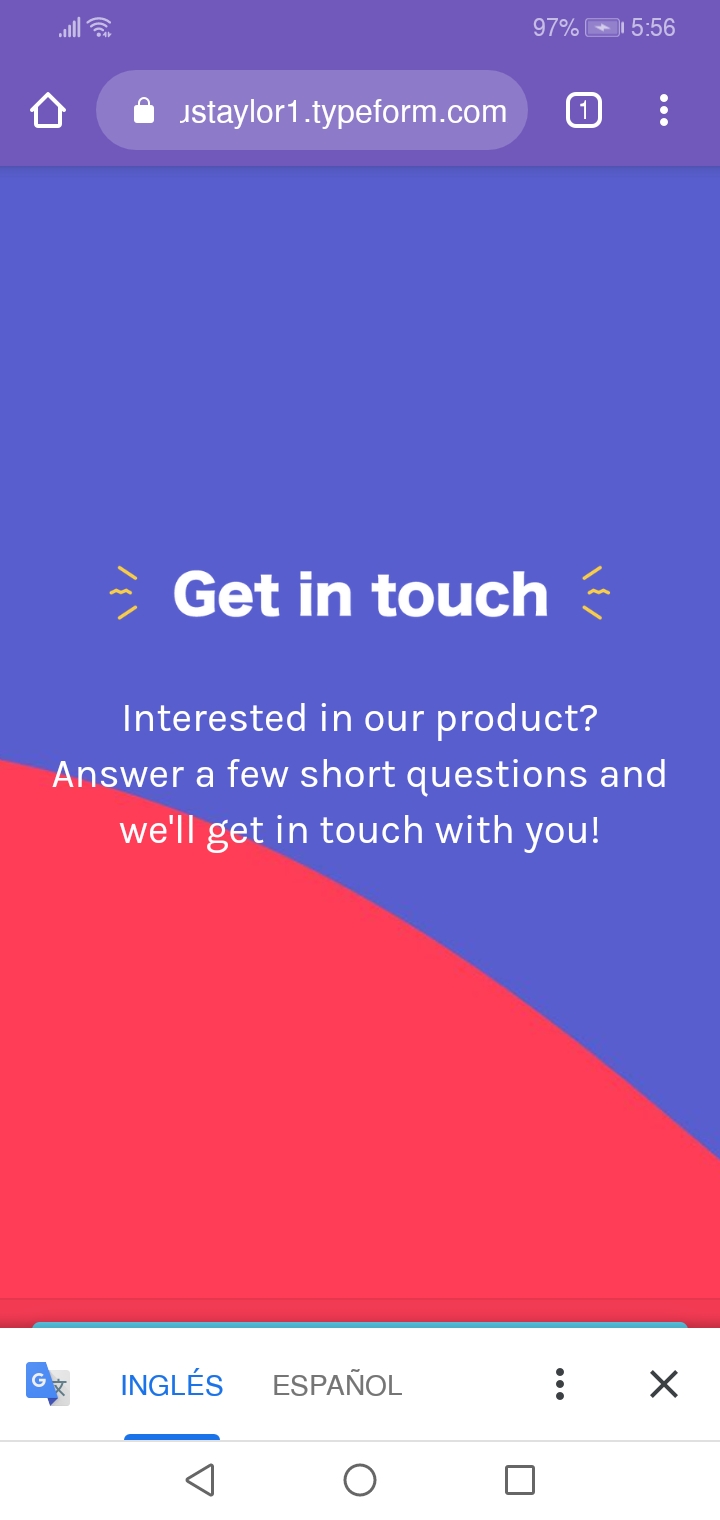 97% 5:56
ustaylor1.typeform.com 1
Get in touch
Interested in our product?
Answer a few short questions and
we'll get in touch with you!
G 文 INGLÉS ESPAÑOL